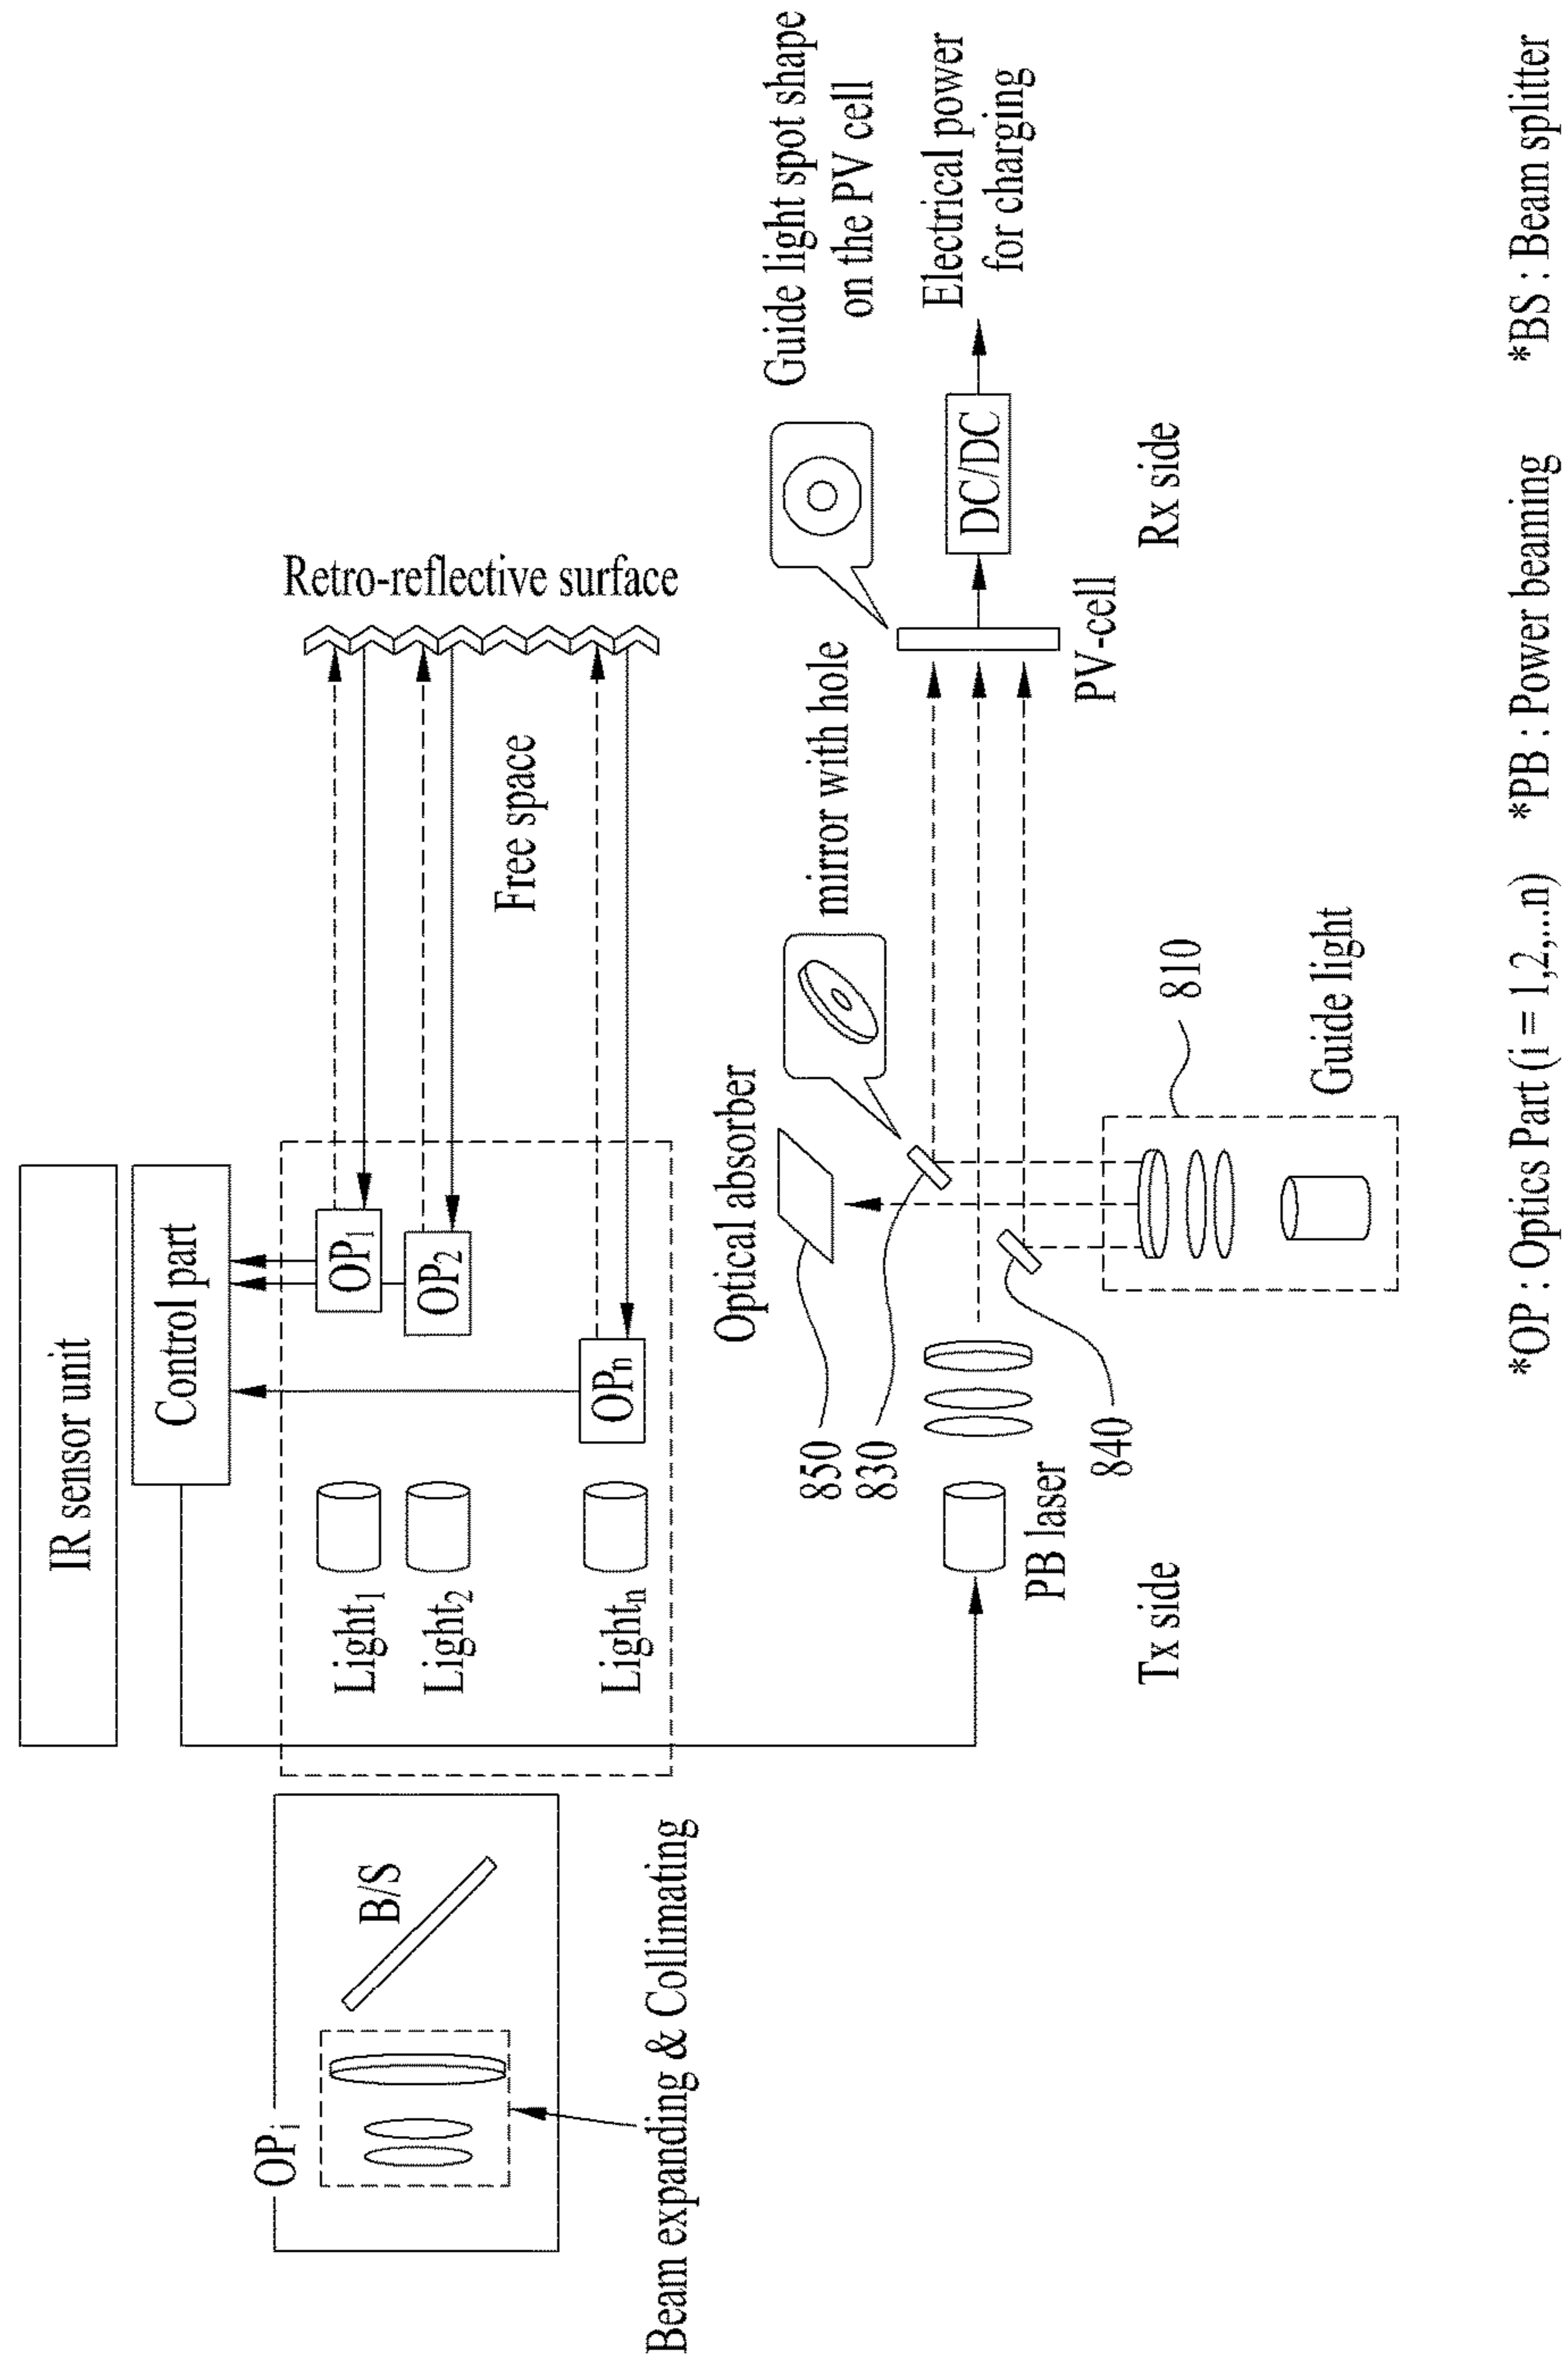 IR sensor unit
Control part
OPi
B/S
Beam expanding & Collimating
Light1
Light2
Lightn
OP1
OP2
OPn
Retro-reflective surface
Free space
Optical absorber
mirror with hole
Guide light spot shape
on the PV cell
850
830
840
PB laser
Tx side
PV-cell
DC/DC
Electrical power
for charging
Rx side
810
Guide light
*OP : Optics Part (i = 1,2,...n) *PB : Power beaming *BS : Beam splitter